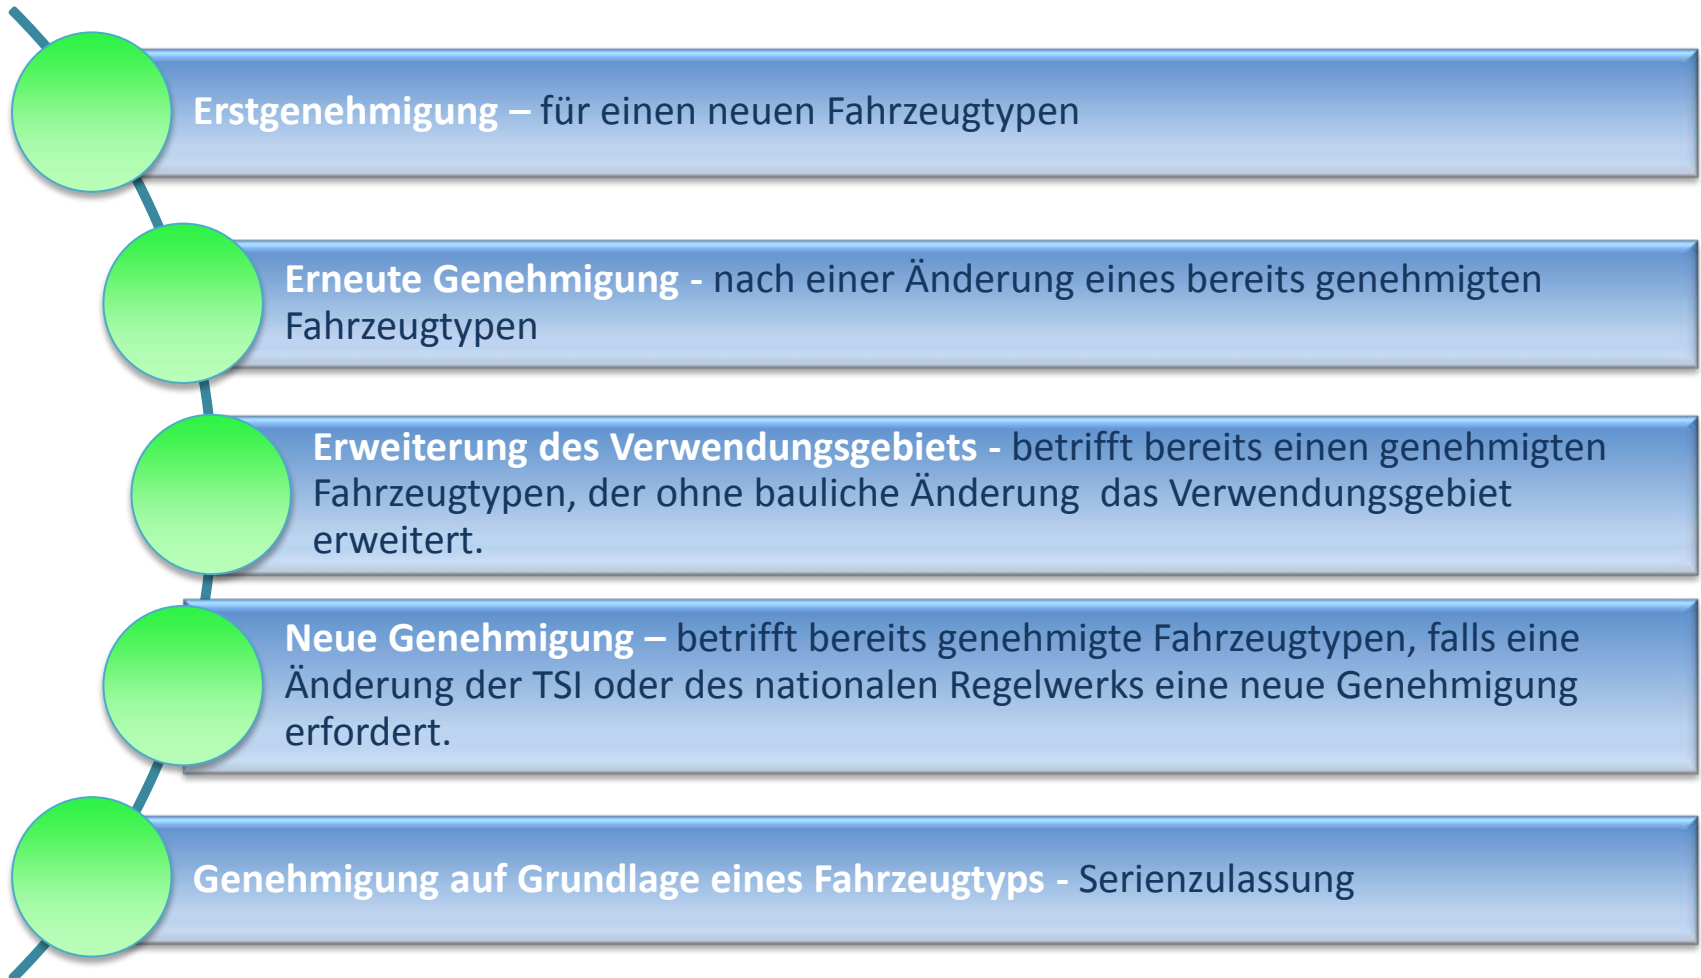 Erstgenehmigung – für einen neuen Fahrzeugtypen
Erneute Genehmigung - nach einer Änderung eines bereits genehmigten
Fahrzeugtypen
Erweiterung des Verwendungsgebiets - betrifft bereits einen genehmigten
Fahrzeugtypen, der ohne bauliche Änderung  das Verwendungsgebiet
erweitert.
Neue Genehmigung – betrifft bereits genehmigte Fahrzeugtypen, falls eine
Änderung der TSI oder des nationalen Regelwerks eine neue Genehmigung
erfordert.
Genehmigung auf Grundlage eines Fahrzeugtyps - Serienzulassung